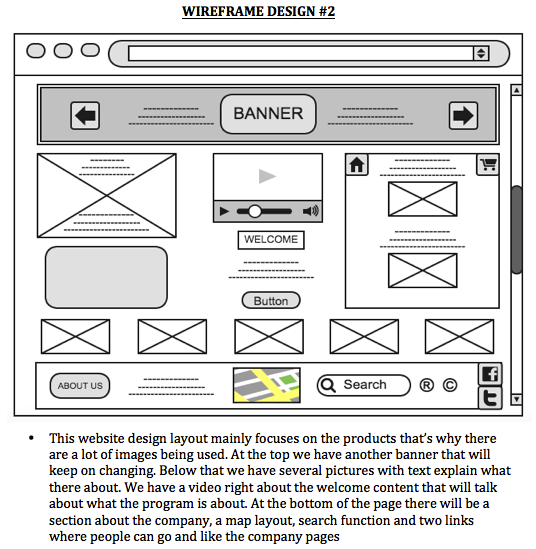 WIREFRAME DESIGN #2
BANNER
WELCOME
Button
ABOUT US
Search
® ©
f
t
• This website design layout mainly focuses on the products that's why there
are a lot of images being used. At the top we have another banner that will
keep on changing. Below that we have several pictures with text explain what
there about. We have a video right about the welcome content that will talk
about what the program is about. At the bottom of the page there will be a
section about the company, a map layout, search function and two links
where people can go and like the company pages